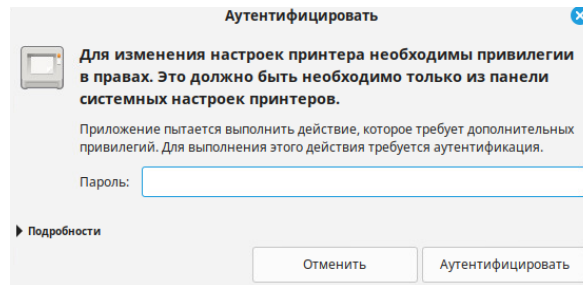 Аутентифицировать
Для изменения настроек принтера необходимы привилегии
в правах. Это должно быть необходимо только из панели
системных настроек принтеров.
Приложение пытается выполнить действие, которое требует дополнительных
привилегий. Для выполнения этого действия требуется аутентификация.
Пароль:
Подробности
Отменить Аутентифицировать